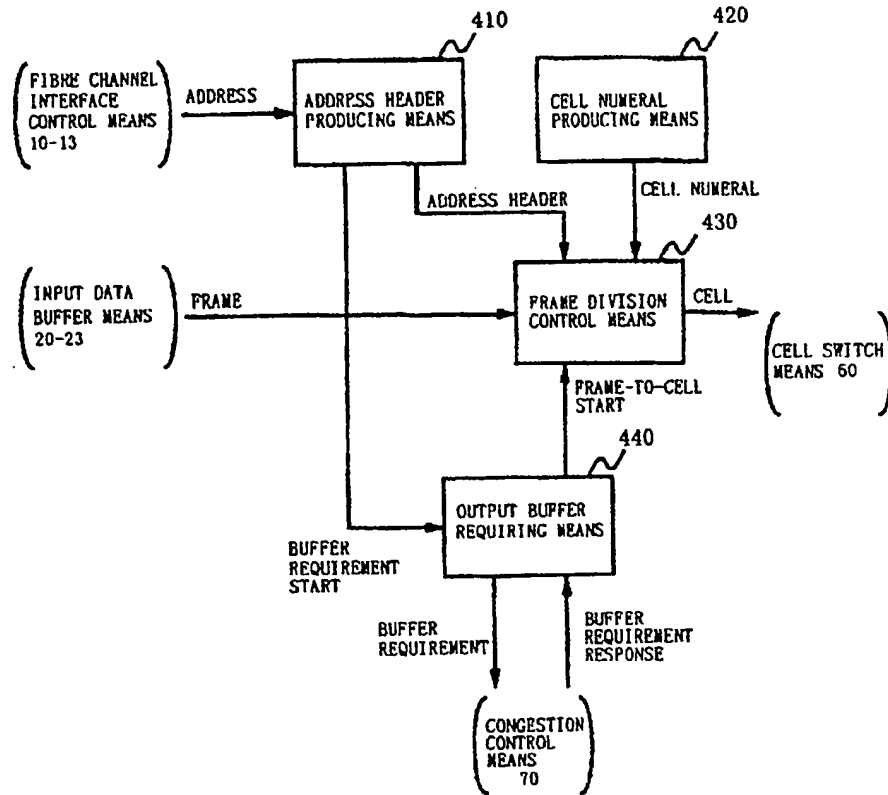 410
420
FIBRE CHANNEL
INTERFACE
CONTROL MEANS
10-13
ADDRESS
ADDRESS HEADER
PRODUCING MEANS
CELL NUMERAL
PRODUCING MEANS
ADDRESS HEADER
CELL NUMERAL
430
INPUT DATA
BUFFER MEANS
20-23
FRAME
FRAME DIVISION
CONTROL MEANS
CELL
CELL SWITCH
MEANS 60
FRAME-TO-CELL
START
440
OUTPUT BUFFER
REQUIRING MEANS
BUFFER
REQUIREMENT
START
BUFFER
REQUIREMENT
BUFFER
REQUIREMENT
RESPONSE
CONGESTION
CONTROL
MEANS
70